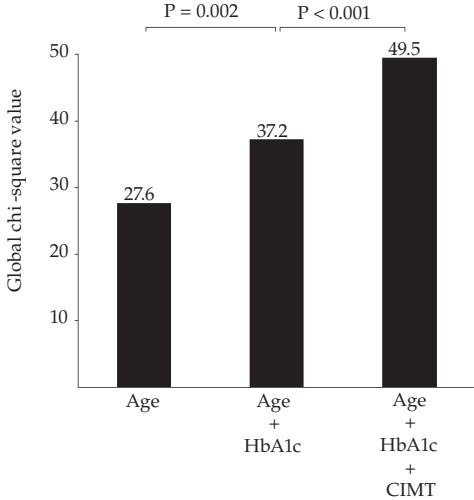 P = 0.002
P < 0.001
Global chi-square value
50
40
30
20
10
27.6
37.2
49.5
Age
Age
+
HbA1c
Age
+
HbA1c
+
CIMT